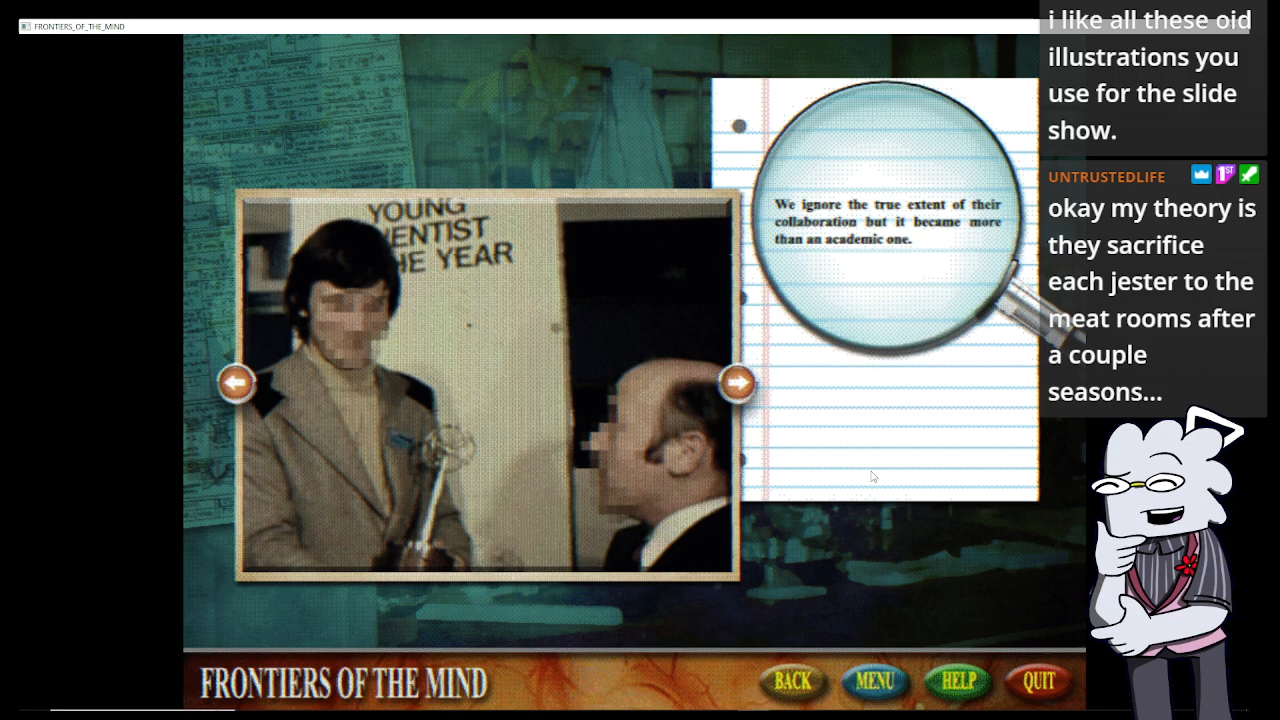 FRONTIERS_OF_THE_MIND
i like all these old
illustrations you
use for the slide
show.
UNTRUSTEDLIFE
okay my theory is
they sacrifice
each jester to the
meat rooms after
a couple
seasons...
We ignore the true extent of their
collaboration but it became more
than an academic one.
YOUNG
IENTIST
HE YEAR
FRONTIERS OF THE MIND
BACK
MENU
HELP
QUIT